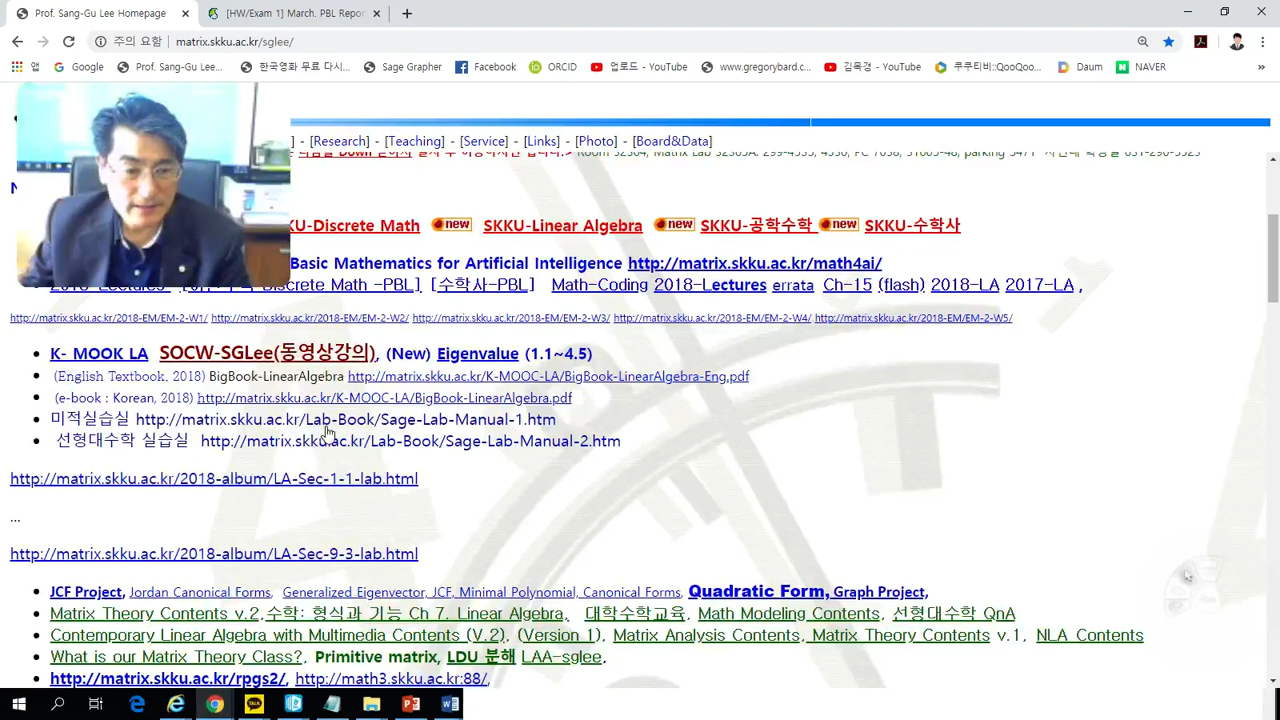 Prof. Sang-Gu Lee Homepage
[HW/Exam 1] March. PBL Repor
주의 요함 matrix.skku.ac.kr/sglee/
앱 Google Prof. Sang-Gu Lee... 한국영화 무료 다시... Sage Grapher Facebook ORCID 업로드 - YouTube www.gregorybard.... 김목경 - YouTube 쿠쿠티비::QooQoo... Daum NAVER
] - [Research] - [Teaching] - [Service] - [Links] - [Photo] - [Board&Data]
KU-Discrete Math new SKKU-Linear Algebra new SKKU-공학수학 new SKKU-수학사
Basic Mathematics for Artificial Intelligence http://matrix.skku.ac.kr/math4ai/
2018-Lectures Discrete Math -PBL] [수학사-PBL] Math-Coding 2018-Lectures errata Ch-15 (flash) 2018-LA 2017-LA ,
http://matrix.skku.ac.kr/2018-EM/EM-2-W1/ http://matrix.skku.ac.kr/2018-EM/EM-2-W2/ http://matrix.skku.ac.kr/2018-EM/EM-2-W3/ http://matrix.skku.ac.kr/2018-EM/EM-2-W4/ http://matrix.skku.ac.kr/2018-EM/EM-2-W5/
K- MOOK LA SOCW-SGLee(동영상강의), (New) Eigenvalue (1.1~4.5)
(English Textbook, 2018) BigBook-LinearAlgebra http://matrix.skku.ac.kr/K-MOOC-LA/BigBook-LinearAlgebra-Eng.pdf
(e-book : Korean, 2018) http://matrix.skku.ac.kr/K-MOOC-LA/BigBook-LinearAlgebra.pdf
미적실습실 http://matrix.skku.ac.kr/Lab-Book/Sage-Lab-Manual-1.htm
선형대수학 실습실 http://matrix.skku.ac.kr/Lab-Book/Sage-Lab-Manual-2.htm
http://matrix.skku.ac.kr/2018-album/LA-Sec-1-1-lab.html
...
http://matrix.skku.ac.kr/2018-album/LA-Sec-9-3-lab.html
JCF Project, Jordan Canonical Forms, Generalized Eigenvector, JCF, Minimal Polynomial, Canonical Forms, Quadratic Form, Graph Project,
Matrix Theory Contents v.2,수학: 형식과 기능 Ch 7. Linear Algebra, 대학수학교육, Math Modeling Contents, 선형대수학 QnA
Contemporary Linear Algebra with Multimedia Contents (V.2), (Version 1), Matrix Analysis Contents, Matrix Theory Contents v.1, NLA Contents
What is our Matrix Theory Class?, Primitive matrix, LDU 분해 LAA-sglee,
http://matrix.skku.ac.kr/rpgs2/, http://math3.skku.ac.kr:88/,